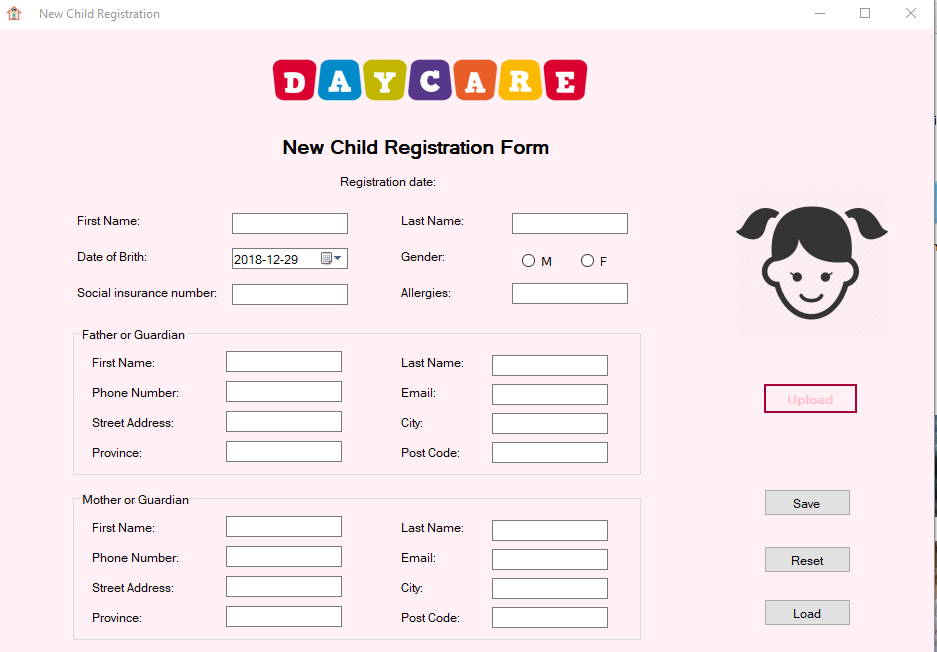 New Child Registration
DAYCARE
New Child Registration Form
Registration date:
First Name: Last Name:
Date of Brith: 2018-12-29 Gender: M F
Social insurance number: Allergies:
Father or Guardian
First Name: Last Name:
Phone Number: Email:
Street Address: City:
Province: Post Code:
Upload
Mother or Guardian
First Name: Last Name:
Phone Number: Email:
Street Address: City:
Province: Post Code:
Save
Reset
Load